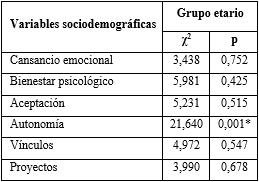 Variables sociodemográficas Grupo etario
χ2 p
Cansancio emocional 3,438 0,752
Bienestar psicológico 5,981 0,425
Aceptación 5,231 0,515
Autonomía 21,640 0,001*
Vínculos 4,972 0,547
Proyectos 3,990 0,678